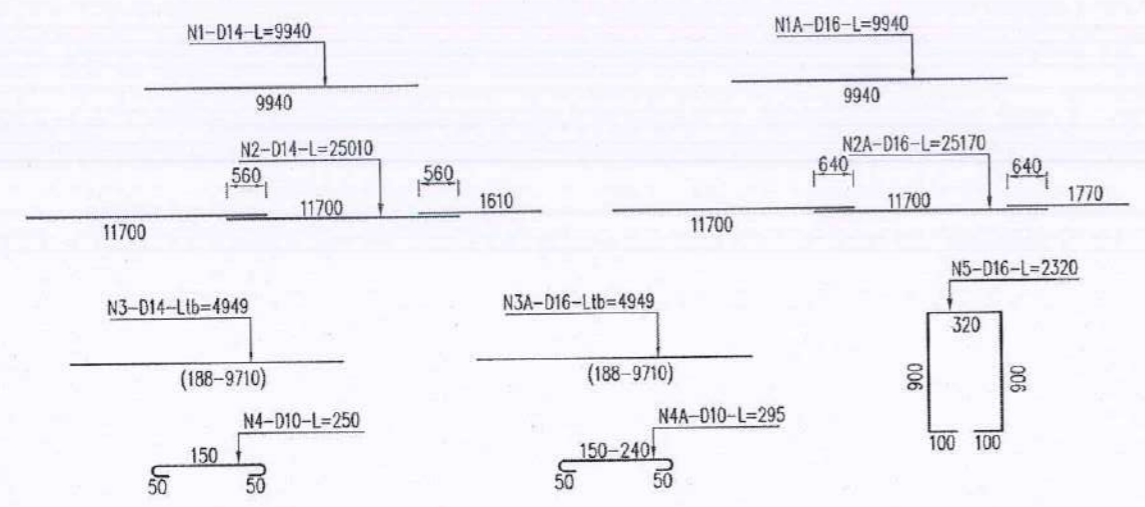 N1-D14-L=9940
9940
N1A-D16-L=9940
9940
N2-D14-L=25010
560
560
11700
1610
11700
N2A-D16-L=25170
640
640
11700
1770
11700
N3-D14-Ltb=4949
(188-9710)
N3A-D16-Ltb=4949
(188-9710)
N5-D16-L=2320
320
900
900
100
100
N4-D10-L=250
150
50
50
N4A-D10-L=295
150-240
50
50